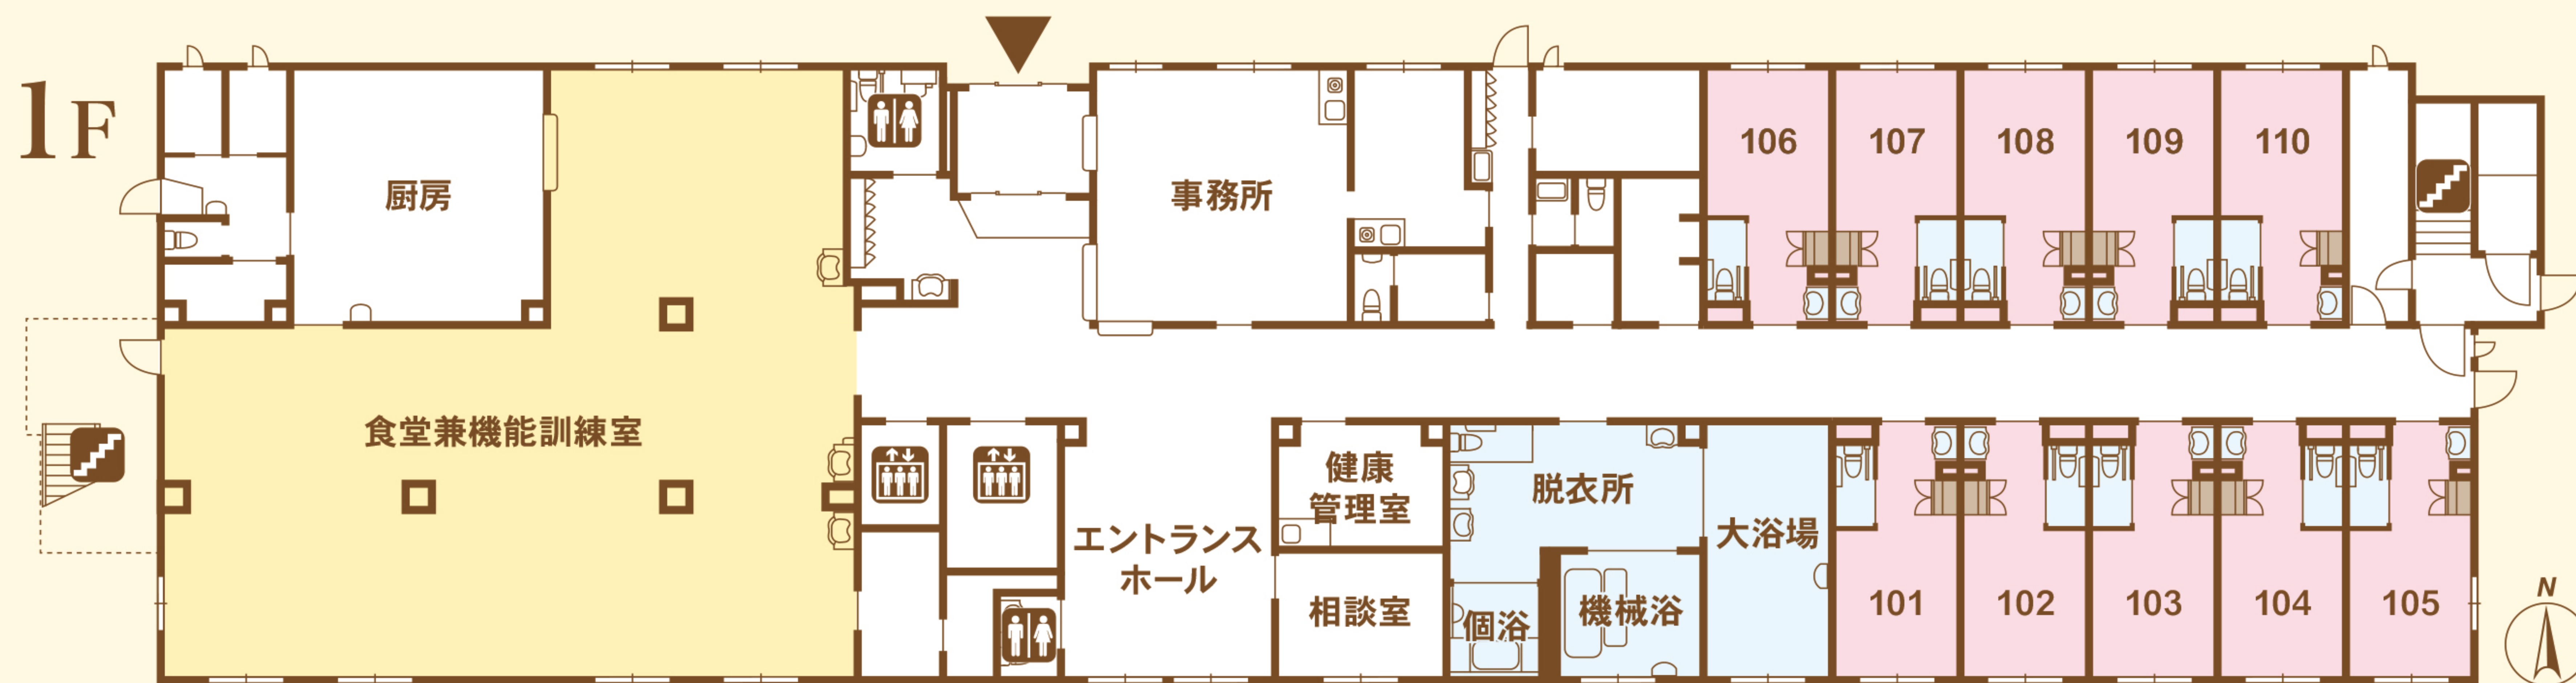 1F
106
107
108
109
110
厨房
事務所
食堂兼機能訓練室
エントランス
ホール
健康
管理室
相談室
脱衣所
個浴
機械浴
大浴場
101
102
103
104
105
N